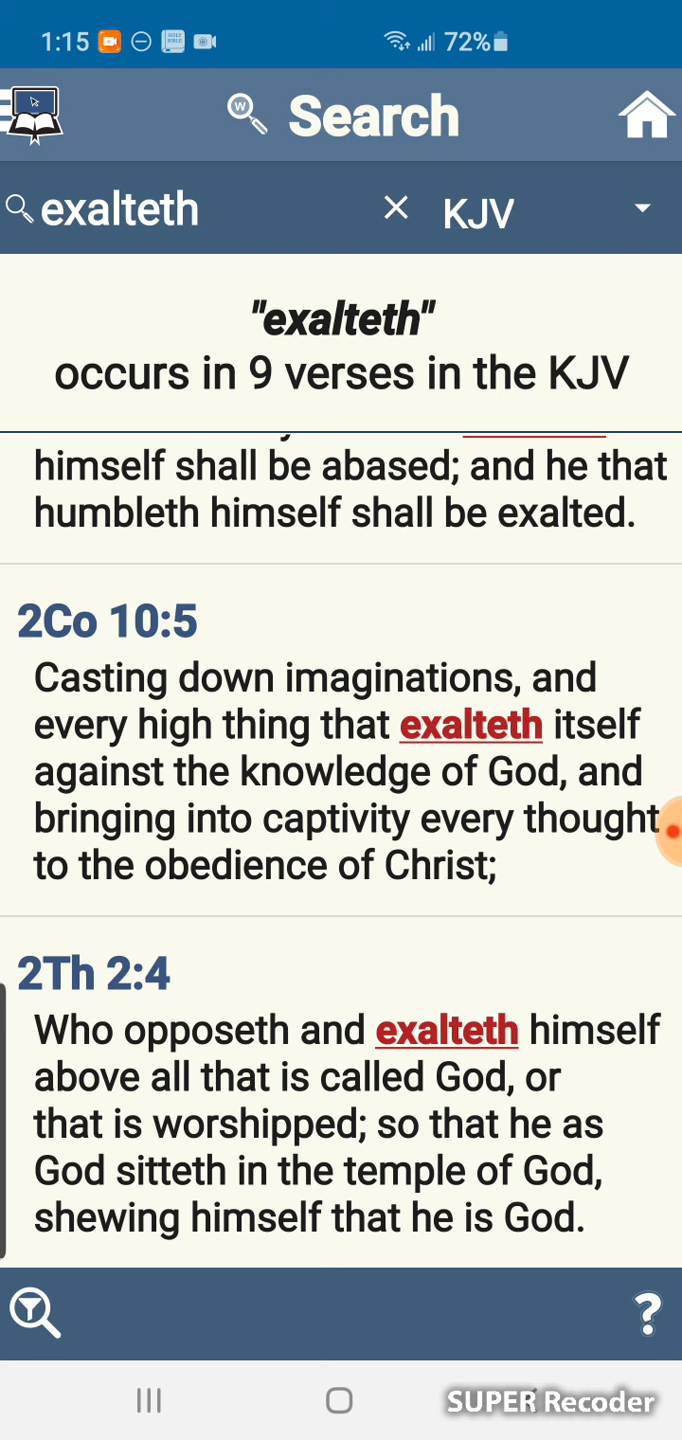 1:15 72%
Search
exalteth KJV
"exalteth"
occurs in 9 verses in the KJV
himself shall be abased; and he that
humbleth himself shall be exalted.
2Co 10:5
Casting down imaginations, and
every high thing that exalteth itself
against the knowledge of God, and
bringing into captivity every thought
to the obedience of Christ;
2Th 2:4
Who opposeth and exalteth himself
above all that is called God, or
that is worshipped; so that he as
God sitteth in the temple of God,
shewing himself that he is God.
?
SUPER Recoder